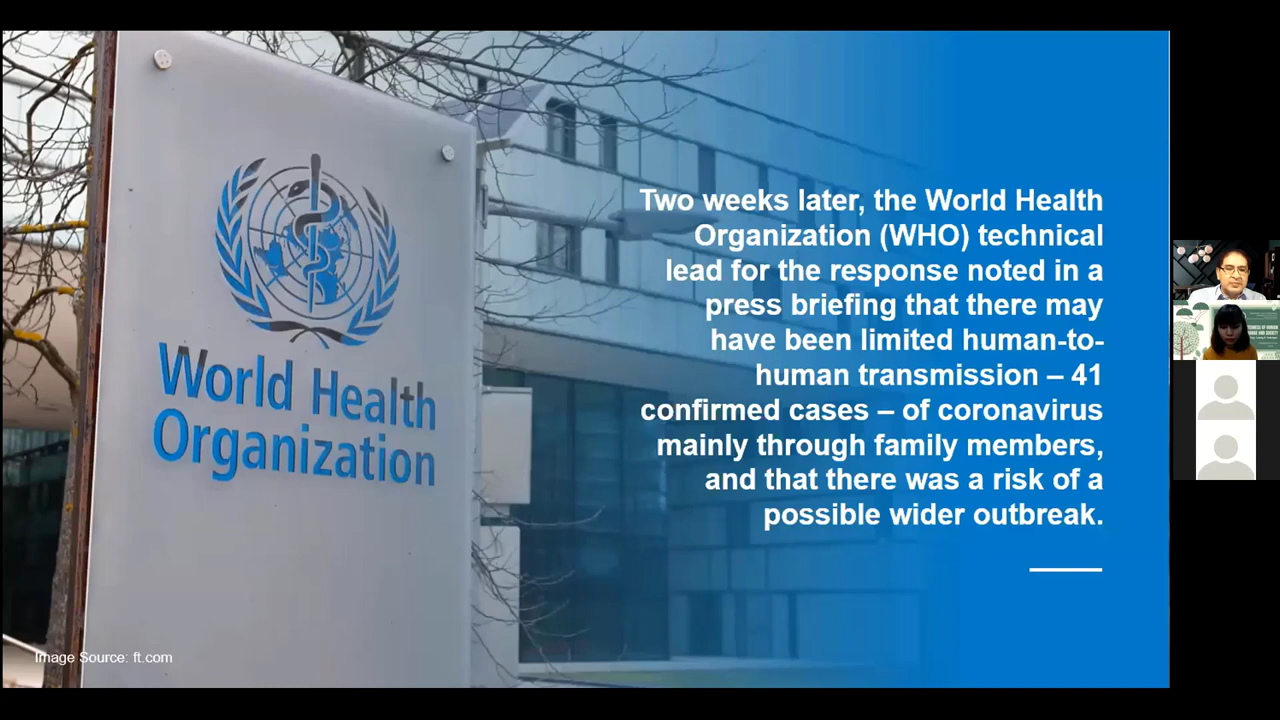 World Health
Organization
Two weeks later, the World Health
Organization (WHO) technical
lead for the response noted in a
press briefing that there may
have been limited human-to-
human transmission – 41
confirmed cases – of coronavirus
mainly through family members,
and that there was a risk of a
possible wider outbreak.
Image Source: ft.com